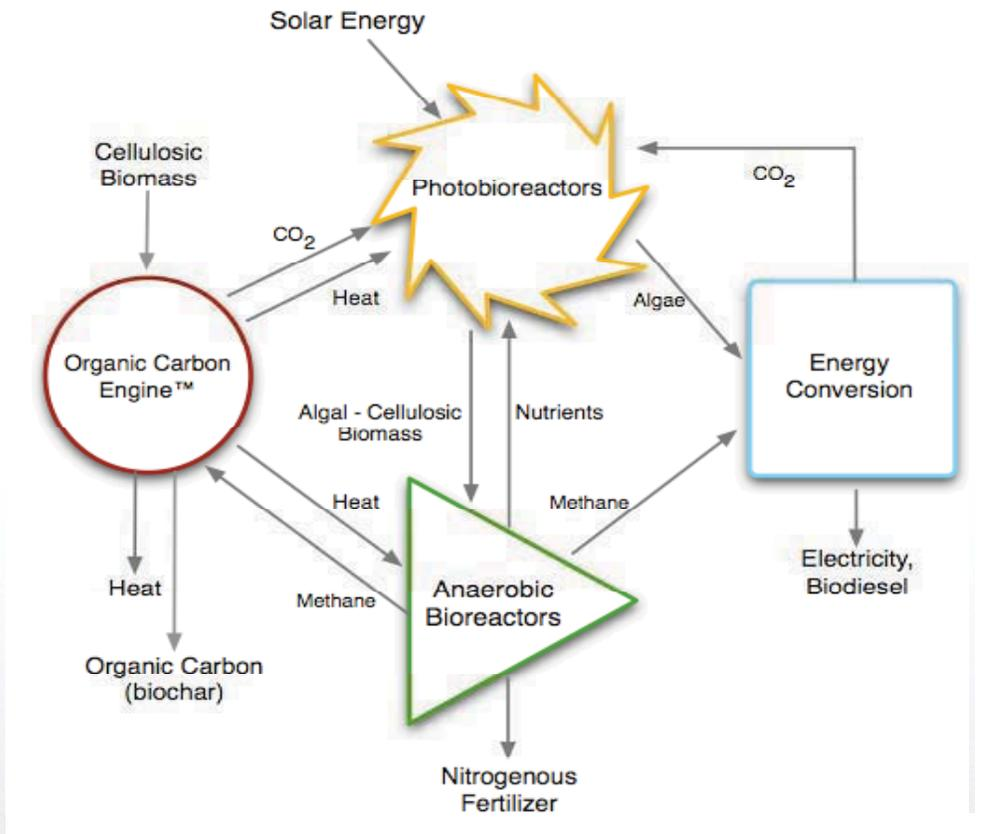 Solar Energy
Cellulosic
Biomass
Photobioreactors
CO2
CO2
Heat
Algae
Organic Carbon
Engine™
Energy
Conversion
Algal - Cellulosic
Biomass
Nutrients
Heat
Methane
Methane
Anaerobic
Bioreactors
Heat
Electricity,
Biodiesel
Organic Carbon
(biochar)
Nitrogenous
Fertilizer